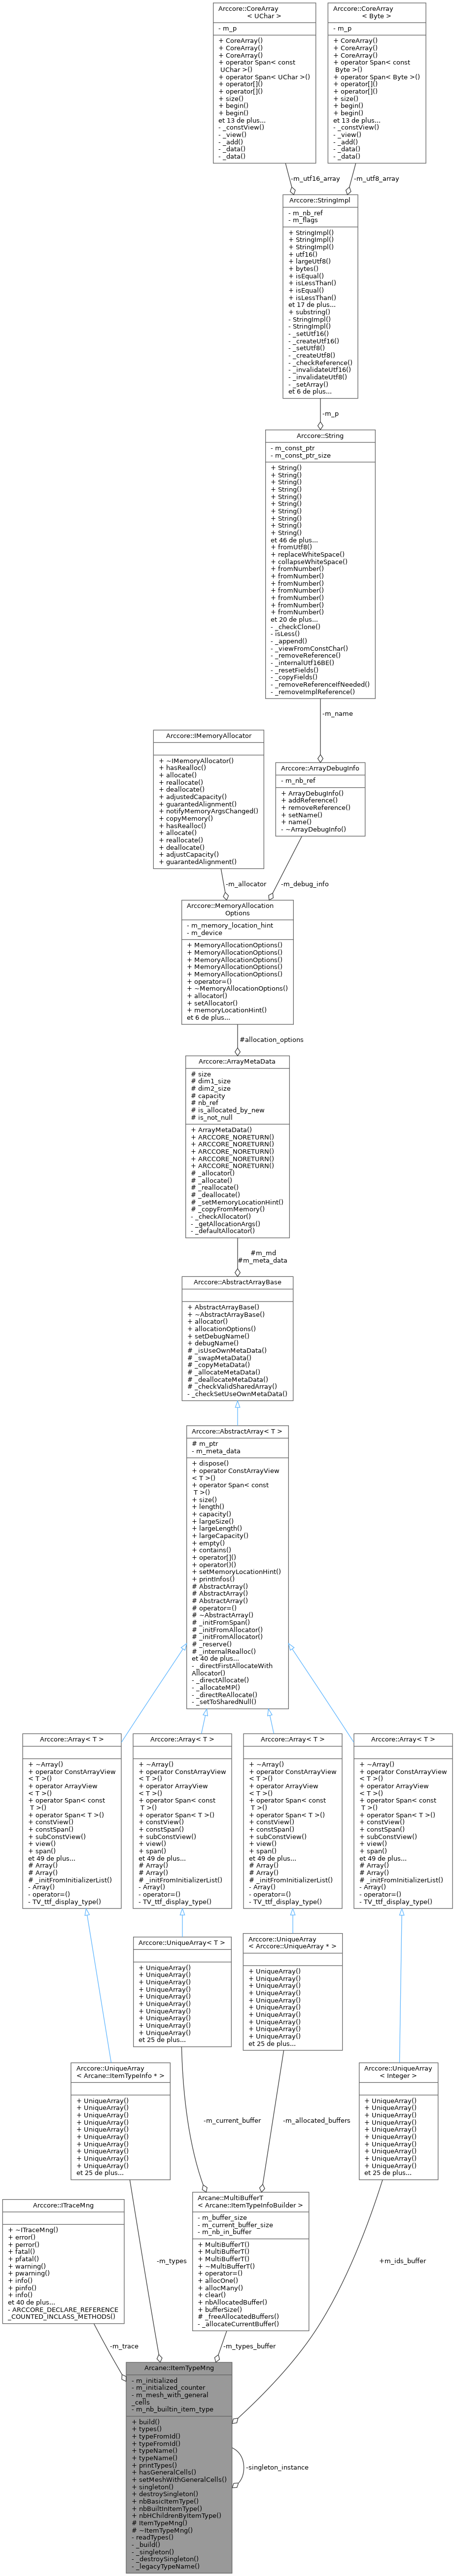 Arccore::CoreArray
< UChar >
- m_p
+ CoreArray()
+ CoreArray()
+ CoreArray()
+ operator Span< const
UChar >()
+ operator Span< UChar >()
+ operator[]()
+ operator[]()
+ size()
+ begin()
+ begin()
et 13 de plus...
- _constView()
- _view()
- _add()
- _data()
- _data()
Arccore::CoreArray
< Byte >
- m_p
+ CoreArray()
+ CoreArray()
+ CoreArray()
+ operator Span< const
Byte >()
+ operator Span< Byte >()
+ operator[]()
+ operator[]()
+ size()
+ begin()
+ begin()
et 13 de plus...
- _constView()
- _view()
- _add()
- _data()
- _data()
-m_utf16_array
-m_utf8_array
Arccore::StringImpl
- m_nb_ref
- m_flags
+ StringImpl()
+ StringImpl()
+ StringImpl()
+ utf16()
+ largeUtf8()
+ bytes()
+ isEqual()
+ isLessThan()
+ isEqual()
+ isLessThan()
et 17 de plus...
+ substring()
- StringImpl()
- StringImpl()
- _setUtf16()
- _createUtf16()
- _setUtf8()
- _createUtf8()
- _checkReference()
- _invalidateUtf16()
- _invalidateUtf8()
- _setArray()
et 6 de plus...
-m_p
Arccore::String
- m_const_ptr
- m_const_ptr_size
+ String()
+ String()
+ String()
+ String()
+ String()
+ String()
+ String()
+ String()
+ String()
+ String()
et 46 de plus...
+ fromUtf8()
+ replaceWhiteSpace()
+ collapseWhiteSpace()
+ fromNumber()
+ fromNumber()
+ fromNumber()
+ fromNumber()
+ fromNumber()
+ fromNumber()
+ fromNumber()
et 20 de plus...
- _checkClone()
- isLess()
- _append()
- _viewFromConstChar()
- _removeReference()
- _internalUtf16BE()
- _resetFields()
- _copyFields()
- _removeReferenceIfNeeded()
- _removeImplReference()
-m_name
Arccore::IMemoryAllocator
+ ~IMemoryAllocator()
+ hasRealloc()
+ allocate()
+ reallocate()
+ deallocate()
+ adjustedCapacity()
+ guarantedAlignment()
+ notifyMemoryArgsChanged()
+ copyMemory()
+ hasRealloc()
+ allocate()
+ reallocate()
+ deallocate()
+ adjustCapacity()
+ guarantedAlignment()
Arccore::ArrayDebugInfo
- m_nb_ref
+ ArrayDebugInfo()
+ addReference()
+ removeReference()
+ setName()
+ name()
- ~ArrayDebugInfo()
-m_allocator
-m_debug_info
Arccore::MemoryAllocation
Options
- m_memory_location_hint
- m_device
+ MemoryAllocationOptions()
+ MemoryAllocationOptions()
+ MemoryAllocationOptions()
+ MemoryAllocationOptions()
+ MemoryAllocationOptions()
+ operator=()
+ ~MemoryAllocationOptions()
+ allocator()
+ setAllocator()
+ memoryLocationHint()
et 6 de plus...
#allocation_options
Arccore::ArrayMetaData
# size
# dim1_size
# dim2_size
# capacity
# nb_ref
# is_allocated_by_new
# is_not_null
+ ArrayMetaData()
+ ARCCORE_NORETURN()
+ ARCCORE_NORETURN()
+ ARCCORE_NORETURN()
+ ARCCORE_NORETURN()
+ ARCCORE_NORETURN()
# _allocator()
# _allocate()
# _reallocate()
# _deallocate()
# _setMemoryLocationHint()
# _copyFromMemory()
- _checkAllocator()
- _getAllocationArgs()
- _defaultAllocator()
#m_md
#m_meta_data
Arccore::AbstractArrayBase
+ AbstractArrayBase()
+ ~AbstractArrayBase()
+ allocator()
+ allocationOptions()
+ setDebugName()
+ debugName()
# _isUseOwnMetaData()
# _swapMetaData()
# _copyMetaData()
# _allocateMetaData()
# _deallocateMetaData()
# _checkValidSharedArray()
- _checkSetUseOwnMetaData()
Arccore::AbstractArray< T >
# m_ptr
- m_meta_data
+ dispose()
+ operator ConstArrayView
< T >()
+ operator Span< const
T >()
+ size()
+ length()
+ capacity()
+ largeSize()
+ largeLength()
+ largeCapacity()
+ empty()
+ contains()
+ operator[]()
+ operator()()
+ setMemoryLocationHint()
+ printInfos()
# AbstractArray()
# AbstractArray()
# AbstractArray()
# operator=()
# ~AbstractArray()
# _initFromSpan()
# _initFromAllocator()
# _initFromAllocator()
# _reserve()
# _internalRealloc()
et 40 de plus...
- _directFirstAllocateWith
Allocator()
- _directAllocate()
- _allocateMP()
- _directReAllocate()
- _setToSharedNull()
Arccore::Array< T >
+ ~Array()
+ operator ConstArrayView
< T >()
+ operator ArrayView
< T >()
+ operator Span< const
T >()
+ operator Span< T >()
+ constView()
+ constSpan()
+ subConstView()
+ view()
+ span()
et 49 de plus...
# Array()
# Array()
# _initFromInitializerList()
- Array()
- operator=()
- TV_ttf_display_type()
Arccore::Array< T >
+ ~Array()
+ operator ConstArrayView
< T >()
+ operator ArrayView
< T >()
+ operator Span< const
T >()
+ operator Span< T >()
+ constView()
+ constSpan()
+ subConstView()
+ view()
+ span()
et 49 de plus...
# Array()
# Array()
# _initFromInitializerList()
- Array()
- operator=()
- TV_ttf_display_type()
Arccore::Array< T >
+ ~Array()
+ operator ConstArrayView
< T >()
+ operator ArrayView
< T >()
+ operator Span< const
T >()
+ operator Span< T >()
+ constView()
+ constSpan()
+ subConstView()
+ view()
+ span()
et 49 de plus...
# Array()
# Array()
# _initFromInitializerList()
- Array()
- operator=()
- TV_ttf_display_type()
Arccore::Array< T >
+ ~Array()
+ operator ConstArrayView
< T >()
+ operator ArrayView
< T >()
+ operator Span< const
T >()
+ operator Span< T >()
+ constView()
+ constSpan()
+ subConstView()
+ view()
+ span()
et 49 de plus...
# Array()
# Array()
# _initFromInitializerList()
- Array()
- operator=()
- TV_ttf_display_type()
Arccore::UniqueArray< T >
+ UniqueArray()
+ UniqueArray()
+ UniqueArray()
+ UniqueArray()
+ UniqueArray()
+ UniqueArray()
+ UniqueArray()
+ UniqueArray()
+ UniqueArray()
+ UniqueArray()
et 25 de plus...
Arccore::UniqueArray
< Arccore::UniqueArray * >
+ UniqueArray()
+ UniqueArray()
+ UniqueArray()
+ UniqueArray()
+ UniqueArray()
+ UniqueArray()
+ UniqueArray()
+ UniqueArray()
+ UniqueArray()
+ UniqueArray()
et 25 de plus...
Arccore::UniqueArray
< Arcane::ItemTypeInfo * >
+ UniqueArray()
+ UniqueArray()
+ UniqueArray()
+ UniqueArray()
+ UniqueArray()
+ UniqueArray()
+ UniqueArray()
+ UniqueArray()
+ UniqueArray()
+ UniqueArray()
et 25 de plus...
Arccore::UniqueArray
< Integer >
+ UniqueArray()
+ UniqueArray()
+ UniqueArray()
+ UniqueArray()
+ UniqueArray()
+ UniqueArray()
+ UniqueArray()
+ UniqueArray()
+ UniqueArray()
+ UniqueArray()
et 25 de plus...
-m_current_buffer
-m_allocated_buffers
Arccore::ITraceMng
+ ~ITraceMng()
+ error()
+ perror()
+ fatal()
+ pfatal()
+ warning()
+ pwarning()
+ info()
+ pinfo()
+ info()
et 40 de plus...
- ARCCORE_DECLARE_REFERENCE
_COUNTED_INCLASS_METHODS()
Arcane::MultiBufferT
< Arcane::ItemTypeInfoBuilder >
- m_buffer_size
- m_current_buffer_size
- m_nb_in_buffer
+ MultiBufferT()
+ MultiBufferT()
+ MultiBufferT()
+ ~MultiBufferT()
+ operator=()
+ allocOne()
+ allocMany()
+ clear()
+ nbAllocatedBuffer()
+ bufferSize()
# _freeAllocatedBuffers()
- _allocateCurrentBuffer()
-m_types
+m_ids_buffer
-m_trace
-m_types_buffer
Arcane::ItemTypeMng
- m_initialized
- m_initialized_counter
- m_mesh_with_general
_cells
- m_nb_builtin_item_type
+ build()
+ types()
+ typeFromId()
+ typeFromId()
+ typeName()
+ typeName()
+ printTypes()
+ hasGeneralCells()
+ setMeshWithGeneralCells()
+ singleton()
+ destroySingleton()
+ nbBasicItemType()
+ nbBuiltInItemType()
+ nbHChildrenByItemType()
# ItemTypeMng()
# ~ItemTypeMng()
- readTypes()
- _build()
- _singleton()
- _destroySingleton()
- _legacyTypeName()
-singleton_instance